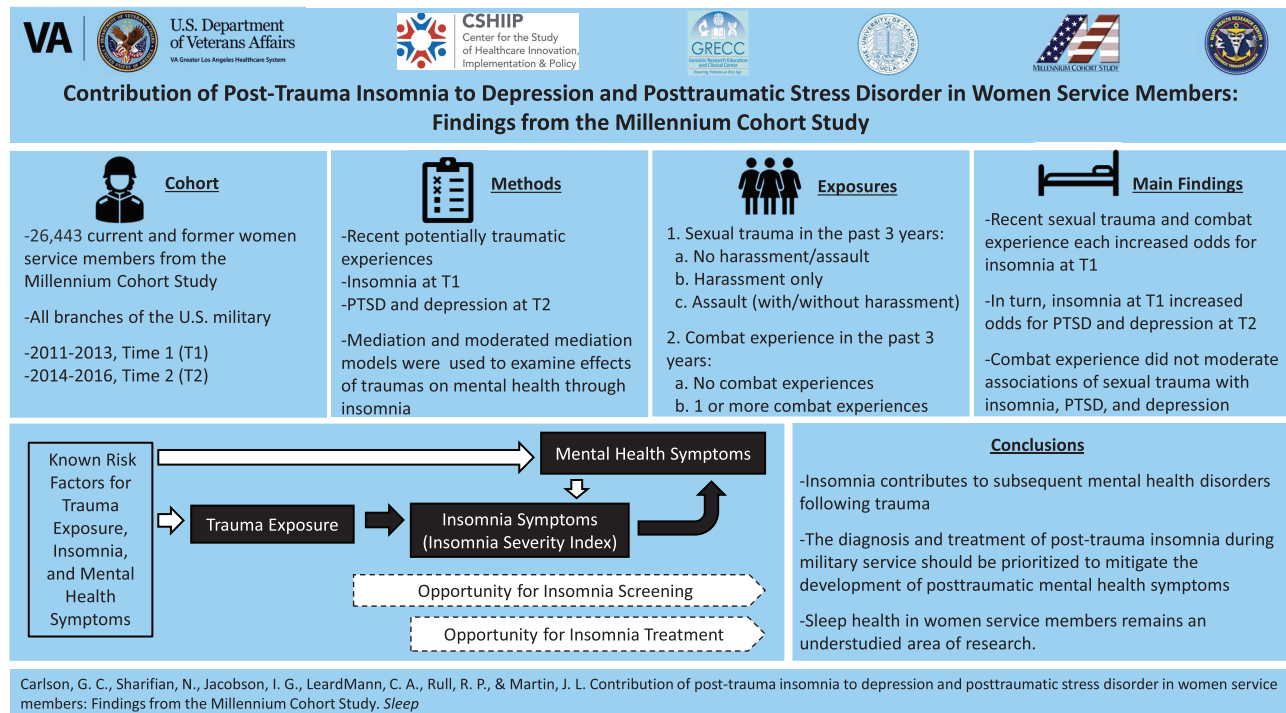 VA
U.S. Department
of Veterans Affairs
VA Greater Los Angeles Healthcare System
CSHIIP
Center for the Study
of Healthcare Innovation,
Implementation & Policy
GRECC
Geriatric Research Education
and Clinical Center
MILLENNIUM COHORT STUDY
Contribution of Post-Trauma Insomnia to Depression and Posttraumatic Stress Disorder in Women Service Members:
Findings from the Millennium Cohort Study
Cohort
-26,443 current and former women
service members from the
Millennium Cohort Study
-All branches of the U.S. military
-2011-2013, Time 1 (T1)
-2014-2016, Time 2 (T2)
Methods
-Recent potentially traumatic
experiences
-Insomnia at T1
-PTSD and depression at T2
-Mediation and moderated mediation
models were used to examine effects
of traumas on mental health through
insomnia
Exposures
1. Sexual trauma in the past 3 years:
a. No harassment/assault
b. Harassment only
c. Assault (with/without harassment)
2. Combat experience in the past 3
years:
a. No combat experiences
b. 1 or more combat experiences
Main Findings
-Recent sexual trauma and combat
experience each increased odds for
insomnia at T1
-In turn, insomnia at T1 increased
odds for PTSD and depression at T2
-Combat experience did not moderate
associations of sexual trauma with
insomnia, PTSD, and depression
Known Risk
Factors for
Trauma
Exposure,
Insomnia,
and Mental
Health
Symptoms
Trauma Exposure
Mental Health Symptoms
Insomnia Symptoms
(Insomnia Severity Index)
Opportunity for Insomnia Screening
Opportunity for Insomnia Treatment
Conclusions
-Insomnia contributes to subsequent mental health disorders
following trauma
-The diagnosis and treatment of post-trauma insomnia during
military service should be prioritized to mitigate the
development of posttraumatic mental health symptoms
-Sleep health in women service members remains an
understudied area of research.
Carlson, G. C., Sharifian, N., Jacobson, I. G., LeardMann, C. A., Rull, R. P., & Martin, J. L. Contribution of post-trauma insomnia to depression and posttraumatic stress disorder in women service
members: Findings from the Millennium Cohort Study. Sleep